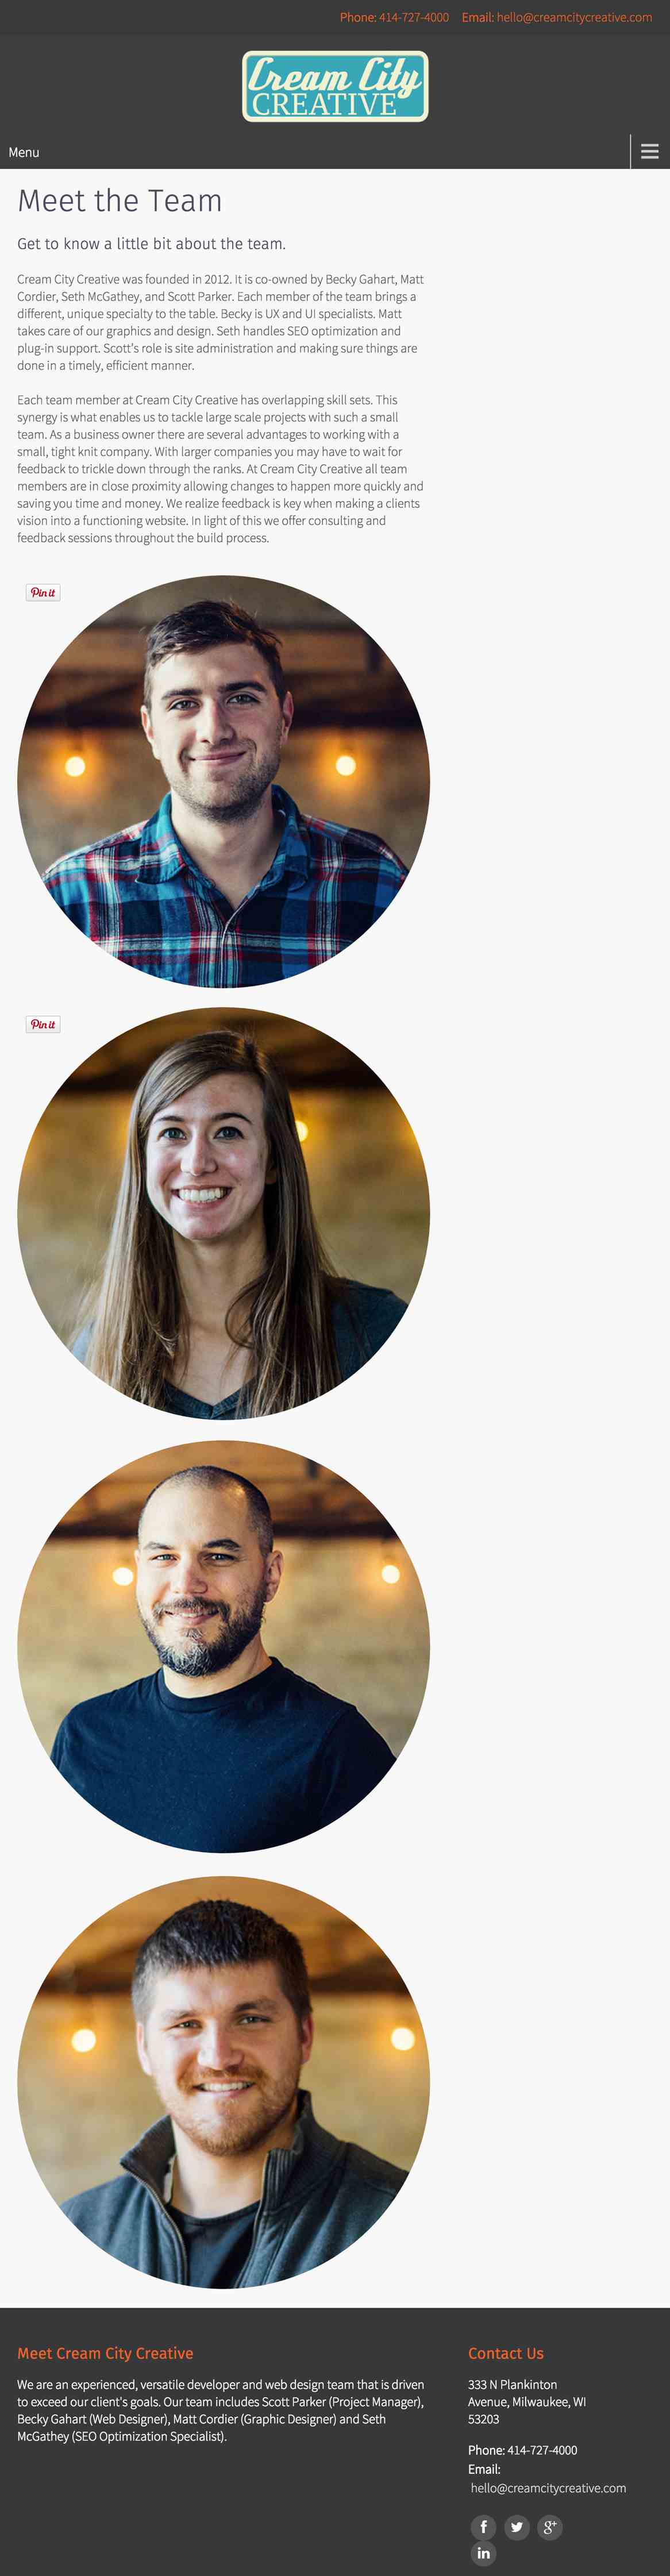 Phone: 414-727-4000 Email: hello@creamcitycreative.com
Cream City
CREATIVE
Menu
Meet the Team
Get to know a little bit about the team.
Cream City Creative was founded in 2012. It is co-owned by Becky Gahart, Matt
Cordier, Seth McGathey, and Scott Parker. Each member of the team brings a
different, unique specialty to the table. Becky is UX and UI specialists. Matt
takes care of our graphics and design. Seth handles SEO optimization and
plug-in support. Scott's role is site administration and making sure things are
done in a timely, efficient manner.
Each team member at Cream City Creative has overlapping skill sets. This
synergy is what enables us to tackle large scale projects with such a small
team. As a business owner there are several advantages to working with a
small, tight knit company. With larger companies you may have to wait for
feedback to trickle down through the ranks. At Cream City Creative all team
members are in close proximity allowing changes to happen more quickly and
saving you time and money. We realize feedback is key when making a clients
vision into a functioning website. In light of this we offer consulting and
feedback sessions throughout the build process.
Pin it
Pin it
Meet Cream City Creative
We are an experienced, versatile developer and web design team that is driven
to exceed our client's goals. Our team includes Scott Parker (Project Manager),
Becky Gahart (Web Designer), Matt Cordier (Graphic Designer) and Seth
McGathey (SEO Optimization Specialist).
Contact Us
333 N Plankinton
Avenue, Milwaukee, WI
53203
Phone: 414-727-4000
Email:
hello@creamcitycreative.com
f
g+
in